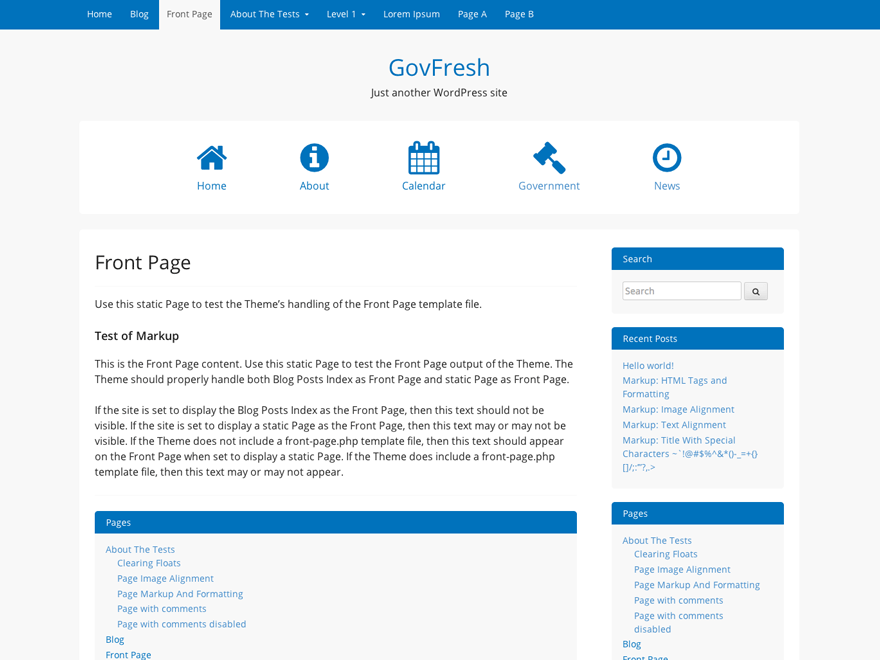 Home Blog Front Page About The Tests Level 1 Lorem Ipsum Page A Page B
GovFresh
Just another WordPress site
Home About Calendar Government News
Front Page
Use this static Page to test the Theme’s handling of the Front Page template file.
Test of Markup
This is the Front Page content. Use this static Page to test the Front Page output of the Theme. The
Theme should properly handle both Blog Posts Index as Front Page and static Page as Front Page.
If the site is set to display the Blog Posts Index as the Front Page, then this text should not be
visible. If the site is set to display a static Page as the Front Page, then this text may or may not be
visible. If the Theme does not include a front-page.php template file, then this text should appear
on the Front Page when set to display a static Page. If the Theme does include a front-page.php
template file, then this text may or may not appear.
Pages
About The Tests
Clearing Floats
Page Image Alignment
Page Markup And Formatting
Page with comments
Page with comments disabled
Blog
Front Page
Search
Search
Recent Posts
Hello world!
Markup: HTML Tags and
Formatting
Markup: Image Alignment
Markup: Text Alignment
Markup: Title With Special
Characters ~`!@#$%^&*()-_=+{}
[]/;:’”?,.>
Pages
About The Tests
Clearing Floats
Page Image Alignment
Page Markup And Formatting
Page with comments
Page with comments
disabled
Blog
Front Page